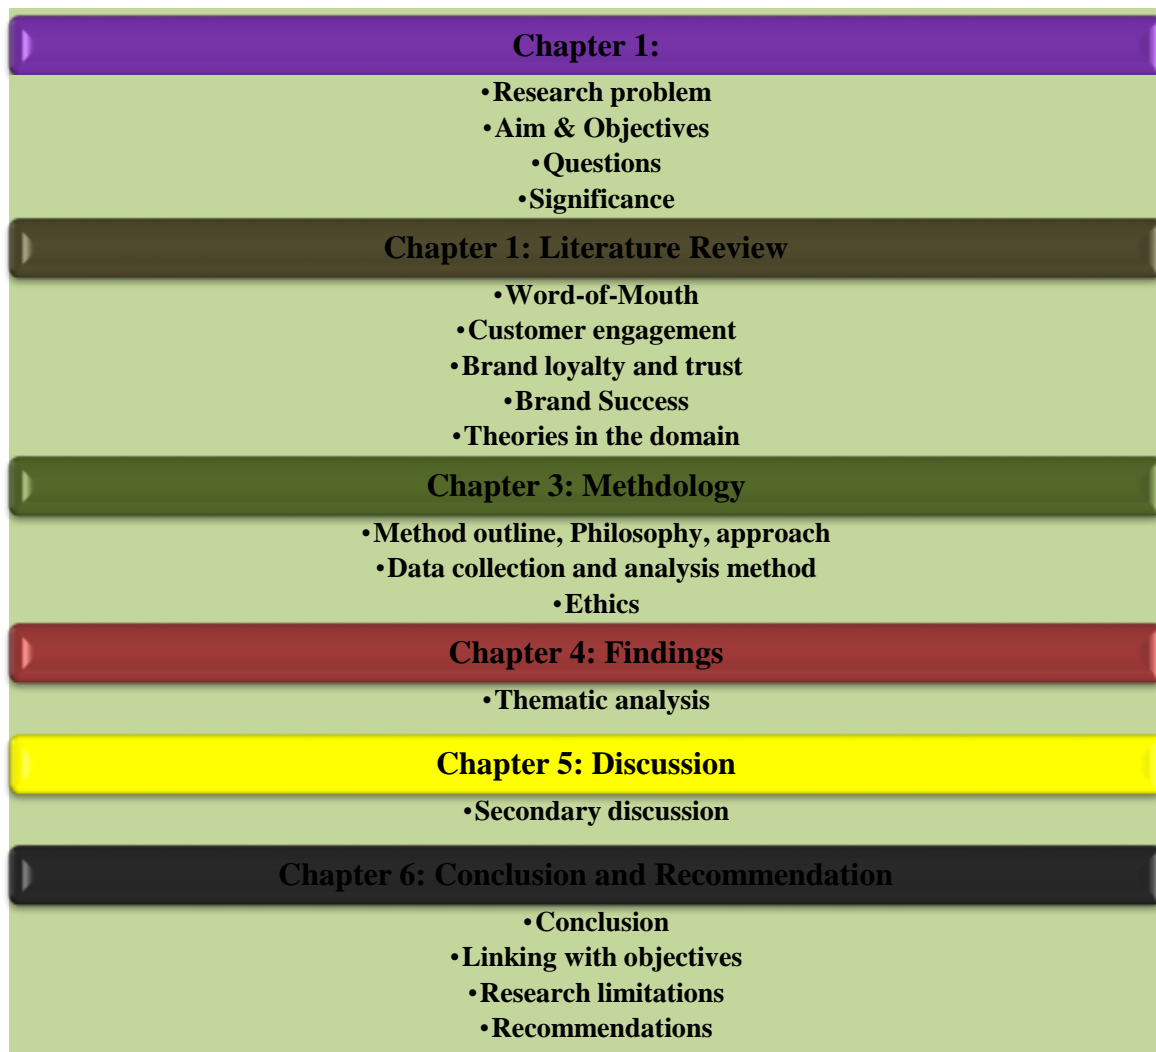 Chapter 1:
•Research problem
•Aim & Objectives
•Questions
•Significance
Chapter 1: Literature Review
•Word-of-Mouth
•Customer engagement
•Brand loyalty and trust
•Brand Success
•Theories in the domain
Chapter 3: Methdology
•Method outline, Philosophy, approach
•Data collection and analysis method
•Ethics
Chapter 4: Findings
•Thematic analysis
Chapter 5: Discussion
•Secondary discussion
Chapter 6: Conclusion and Recommendation
•Conclusion
•Linking with objectives
•Research limitations
•Recommendations